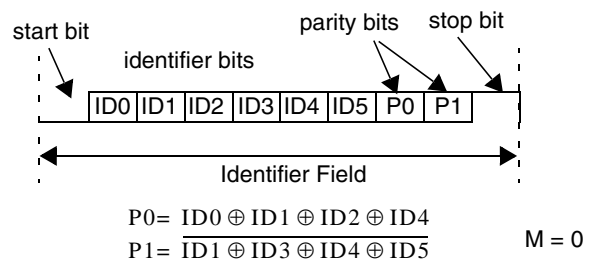 start bit
identifier bits
parity bits
stop bit
ID0 ID1 ID2 ID3 ID4 ID5 P0 P1
Identifier Field
P0= ID0 ⊕ ID1 ⊕ ID2 ⊕ ID4
P1= \overline{ID1 ⊕ ID3 ⊕ ID4 ⊕ ID5}
M = 0